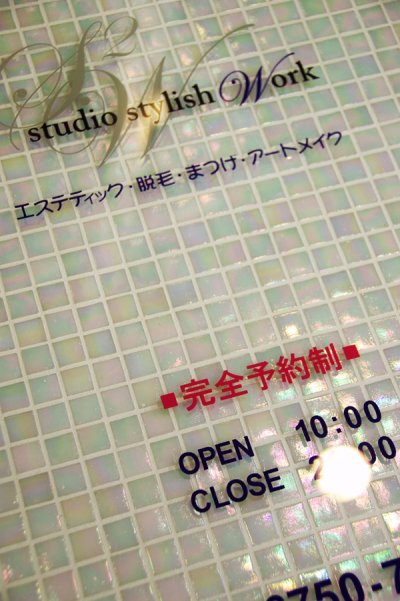 S2W
studio stylish Work
エステティック・脱毛・まつげ・アートメイク
■完全予約制■
OPEN 10:00
CLOSE